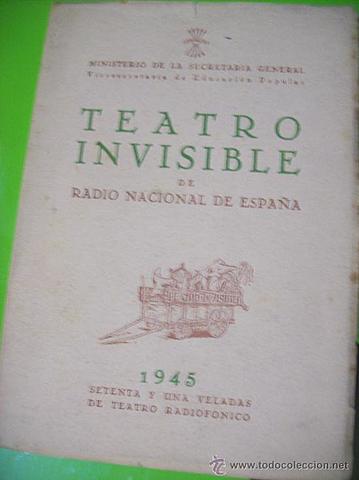 MINISTERIO DE LA SECRETARIA GENERAL
Vicesecretaría de Educación Popular
TEATRO
INVISIBLE
DE
RADIO NACIONAL DE ESPAÑA
1945
SETENTA Y UNA VELADAS
DE TEATRO RADIOFONICO
www.todocoleccion.net